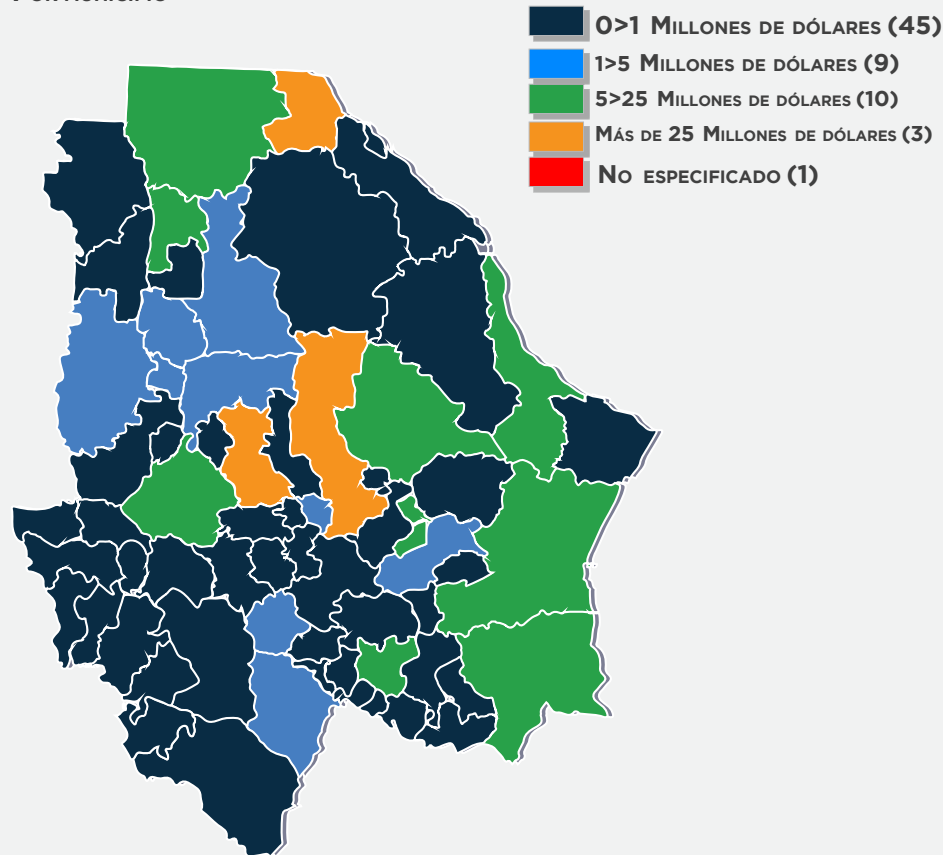 0>1 Millones de dólares (45)
1>5 Millones de dólares (9)
5>25 Millones de dólares (10)
Más de 25 Millones de dólares (3)
No especificado (1)